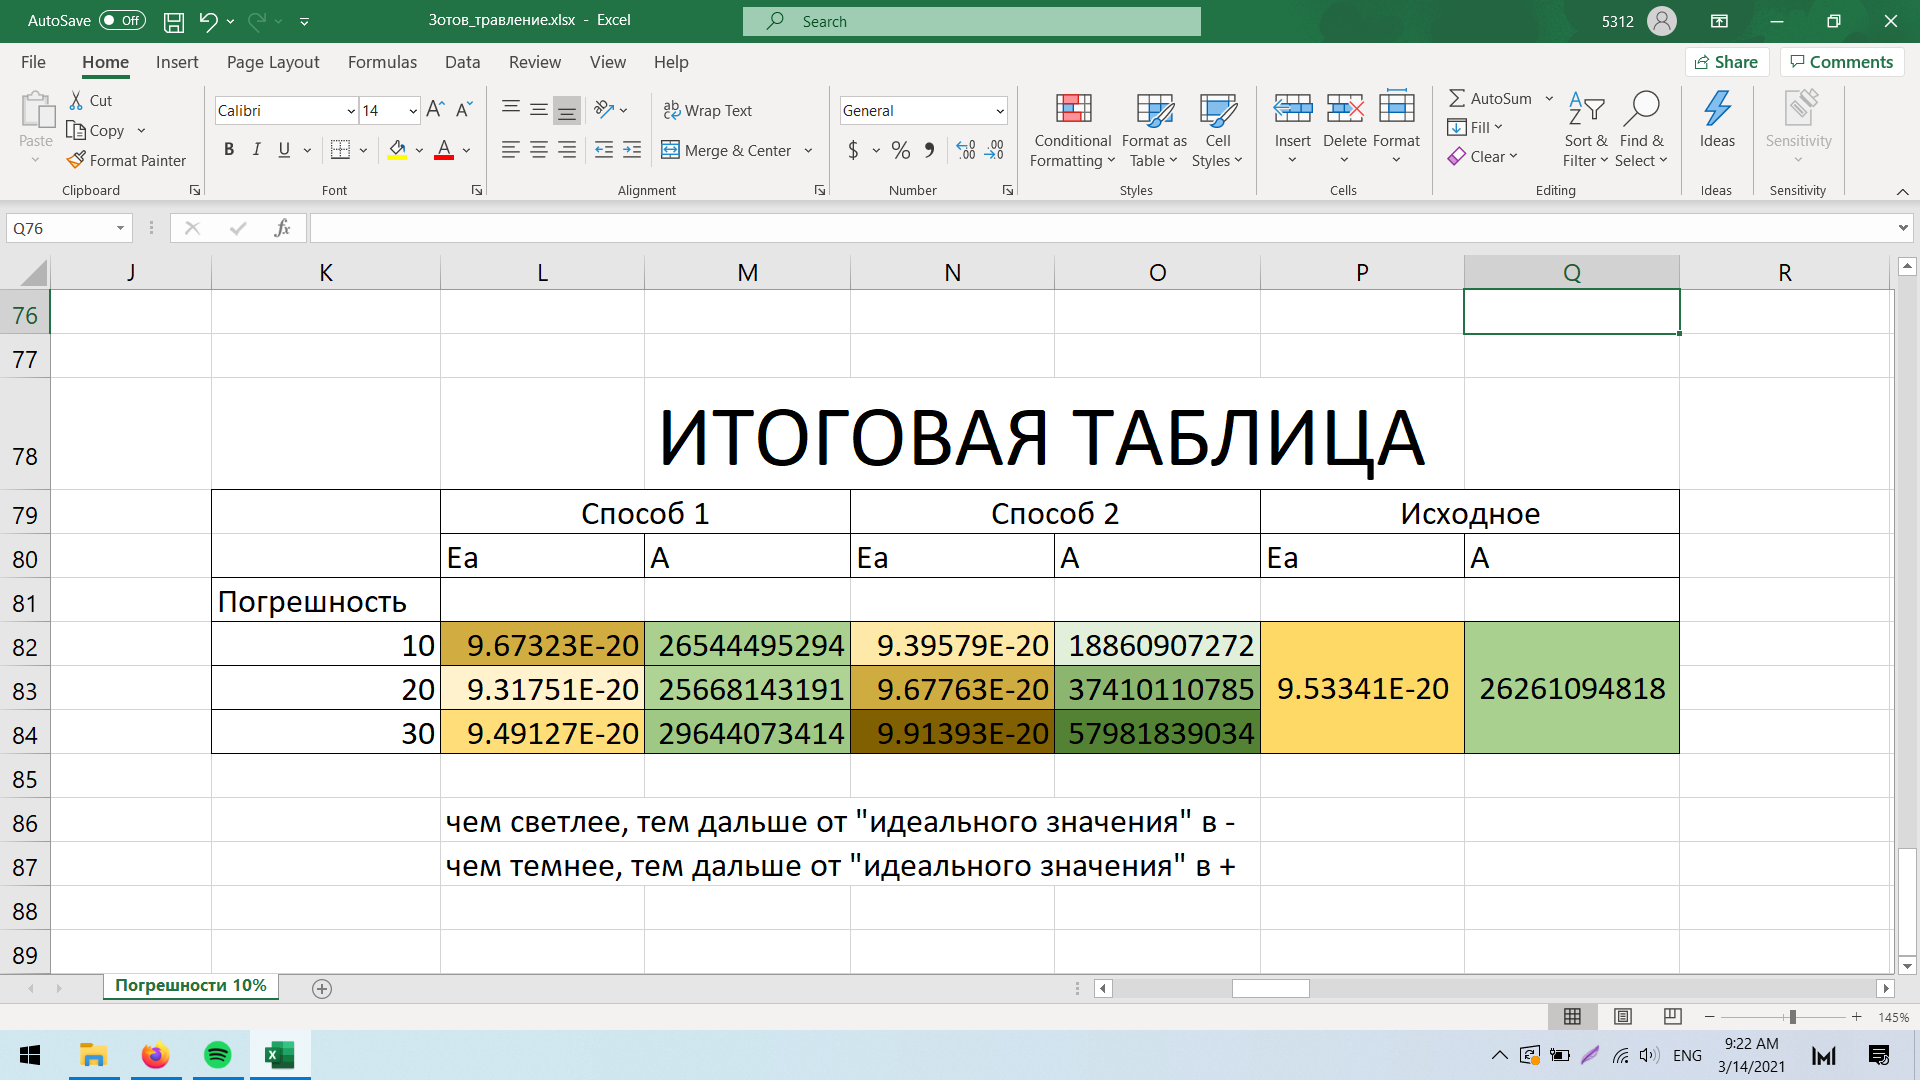 AutoSave Off Зотов_травление.xlsx - Excel Search 5312
File Home Insert Page Layout Formulas Data Review View Help Share Comments
Paste Cut Copy Format Painter Clipboard
Calibri 14 B I U A Font
Wrap Text Merge & Center Alignment
General $ % Number
Conditional Formatting Format as Table Cell Styles Styles
Insert Delete Format Cells
AutoSum Fill Clear Sort & Filter Find & Select Editing
Ideas Ideas
Sensitivity Sensitivity
Q76 fx
J K L M N O P Q R
76
77
78 ИТОГОВАЯ ТАБЛИЦА
79 Способ 1 Способ 2 Исходное
80 Ea A Ea A Ea A
81 Погрешность
82 10 9.67323E-20 26544495294 9.39579E-20 18860907272
83 20 9.31751E-20 25668143191 9.67763E-20 37410110785 9.53341E-20 26261094818
84 30 9.49127E-20 29644073414 9.91393E-20 57981839034
85
86 чем светлее, тем дальше от "идеального значения" в -
87 чем темнее, тем дальше от "идеального значения" в +
88
89
Погрешности 10%
145%
ENG 9:22 AM
3/14/2021